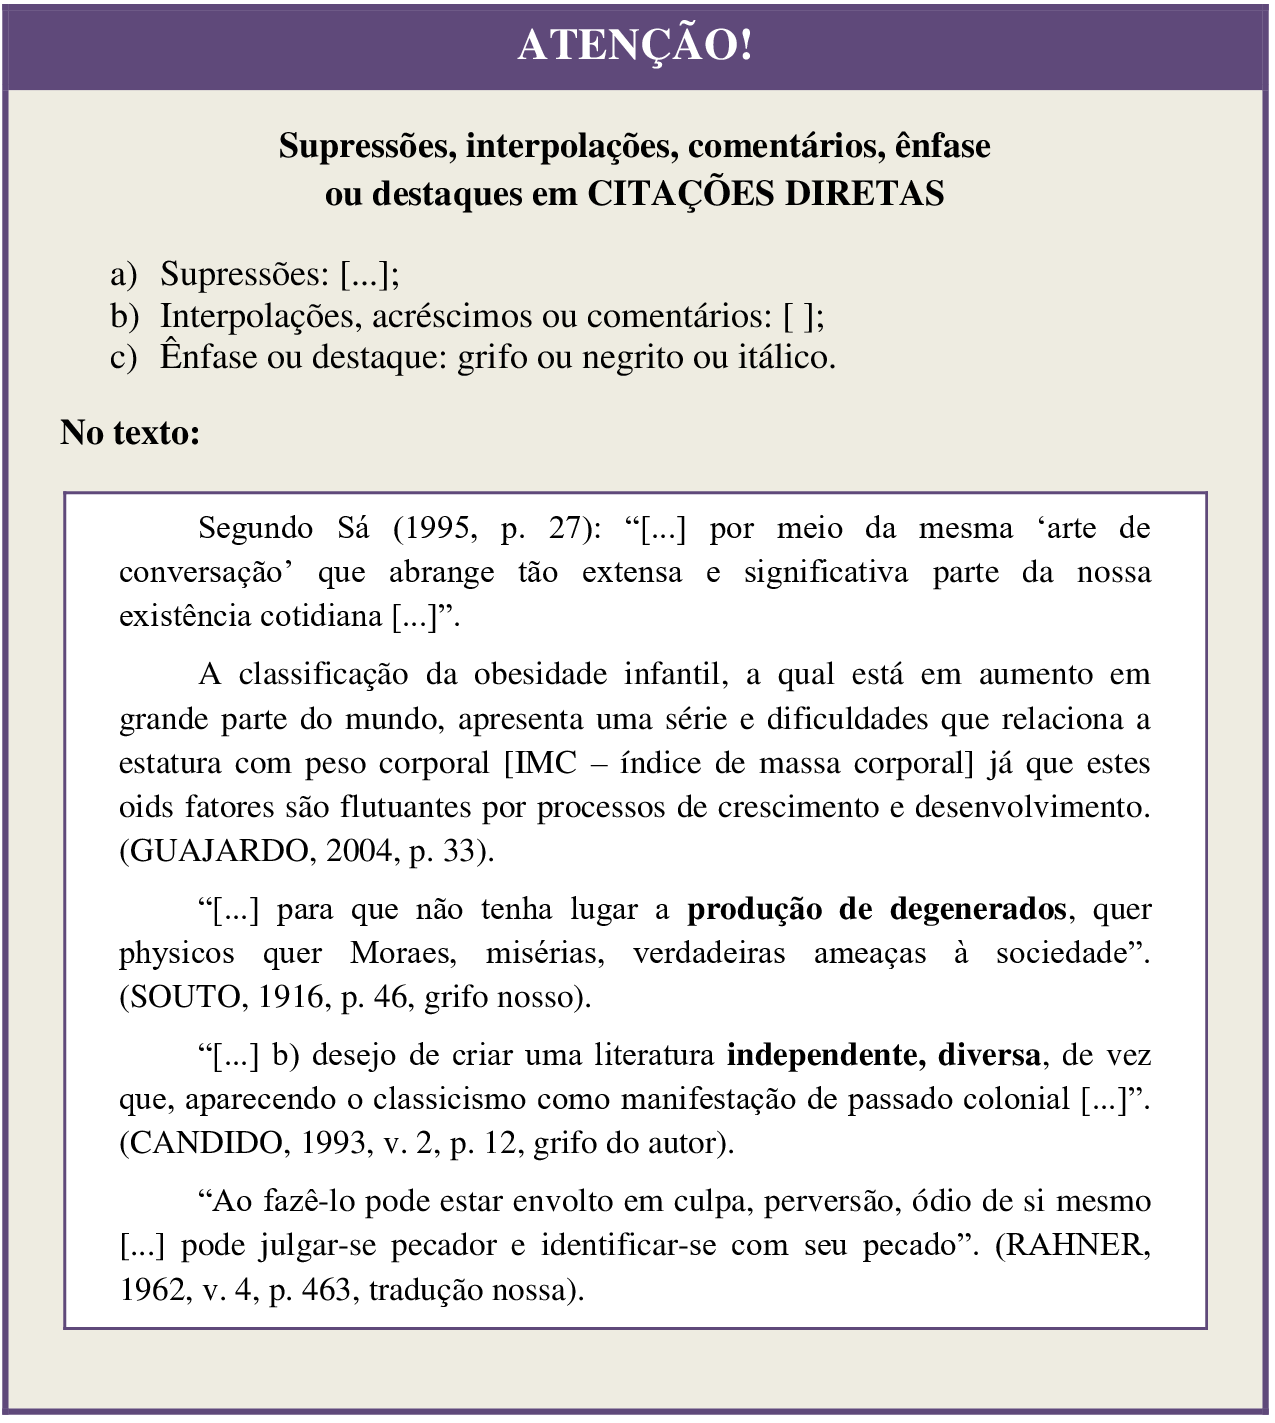 ATENÇÃO!
Supressões, interpolações, comentários, ênfase
ou destaques em CITAÇÕES DIRETAS
a) Supressões: [...];
b) Interpolações, acréscimos ou comentários: [ ];
c) Ênfase ou destaque: grifo ou negrito ou itálico.
No texto:
Segundo Sá (1995, p. 27): “[...] por meio da mesma ‘arte de
conversação’ que abrange tão extensa e significativa parte da nossa
existência cotidiana [...]”.
A classificação da obesidade infantil, a qual está em aumento em
grande parte do mundo, apresenta uma série e dificuldades que relaciona a
estatura com peso corporal [IMC – índice de massa corporal] já que estes
oids fatores são flutuantes por processos de crescimento e desenvolvimento.
(GUAJARDO, 2004, p. 33).
“[...] para que não tenha lugar a produção de degenerados, quer
physicos quer Moraes, misérias, verdadeiras ameaças à sociedade”.
(SOUTO, 1916, p. 46, grifo nosso).
“[...] b) desejo de criar uma literatura independente, diversa, de vez
que, aparecendo o classicismo como manifestação de passado colonial [...]”.
(CANDIDO, 1993, v. 2, p. 12, grifo do autor).
“Ao fazê-lo pode estar envolto em culpa, perversão, ódio de si mesmo
[...] pode julgar-se pecador e identificar-se com seu pecado”. (RAHNER,
1962, v. 4, p. 463, tradução nossa).